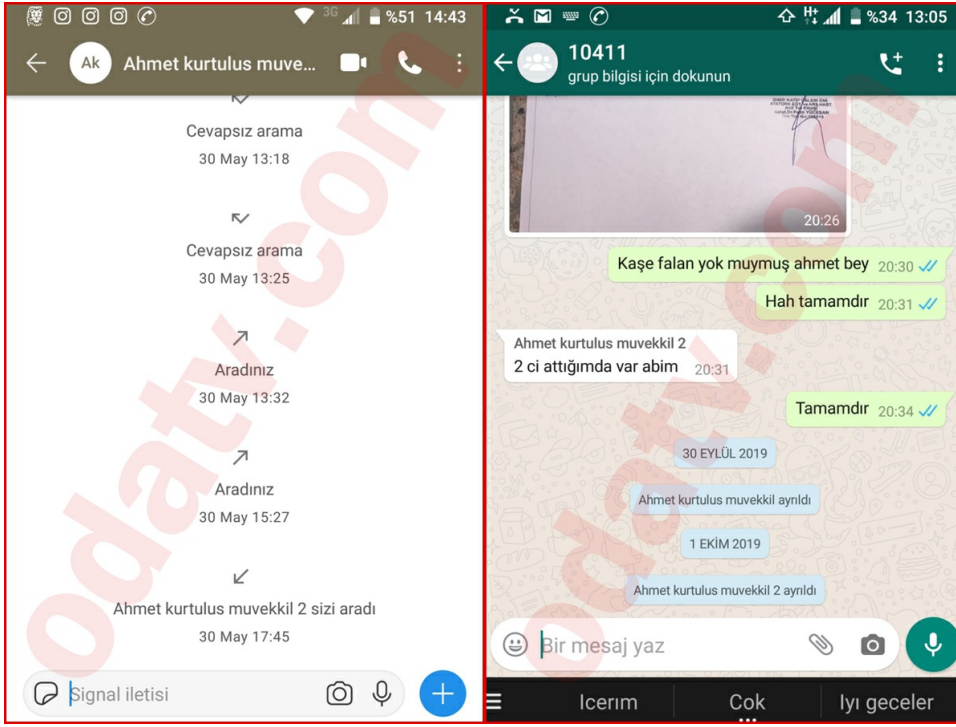 3G %51 14:43
Ak Ahmet kurtulus muve...
Cevapsız arama
30 May 13:18
Cevapsız arama
30 May 13:25
Aradınız
30 May 13:32
Aradınız
30 May 15:27
Ahmet kurtulus muvekkil 2 sizi aradı
30 May 17:45
Signal iletisi
odatv.com
H+ %34 13:05
10411
grup bilgisi için dokunun
20:26
Kaşe falan yok muymuş ahmet bey 20:30
Hah tamamdır 20:31
Ahmet kurtulus muvekkil 2
2 ci attığımda var abim 20:31
Tamamdır 20:34
30 EYLÜL 2019
Ahmet kurtulus muvekkil ayrıldı
1 EKİM 2019
Ahmet kurtulus muvekkil 2 ayrıldı
Bir mesaj yaz
Icerım Cok Iyı geceler
odatv.com